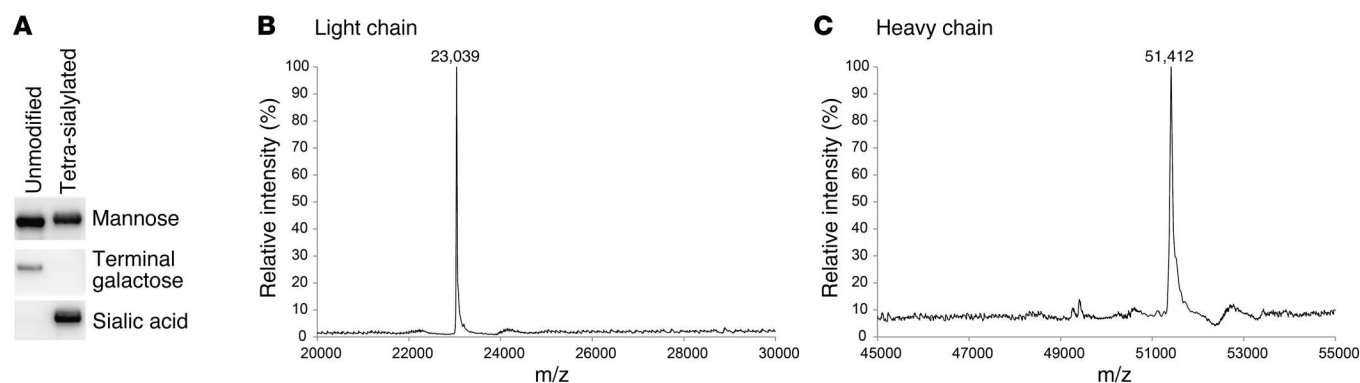 A
Unmodified
Tetra-sialylated
Mannose
Terminal
galactose
Sialic acid
B Light chain
23,039
Relative intensity (%)
100
90
80
70
60
50
40
30
20
10
0
20000 22000 24000 26000 28000 30000
m/z
C Heavy chain
51,412
Relative intensity (%)
100
90
80
70
60
50
40
30
20
10
0
45000 47000 49000 51000 53000 55000
m/z